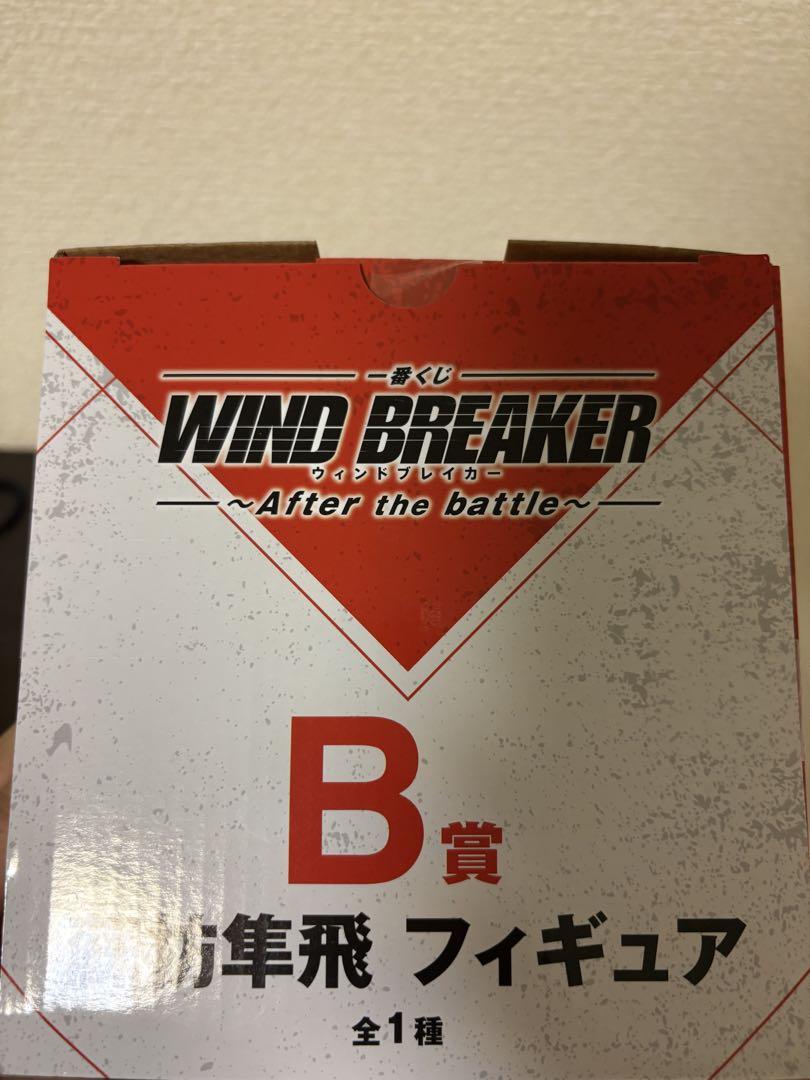 一番くじ
WIND BREAKER
ウィンドブレイカー
～After the battle～
B賞
隼飛 フィギュア
全1種